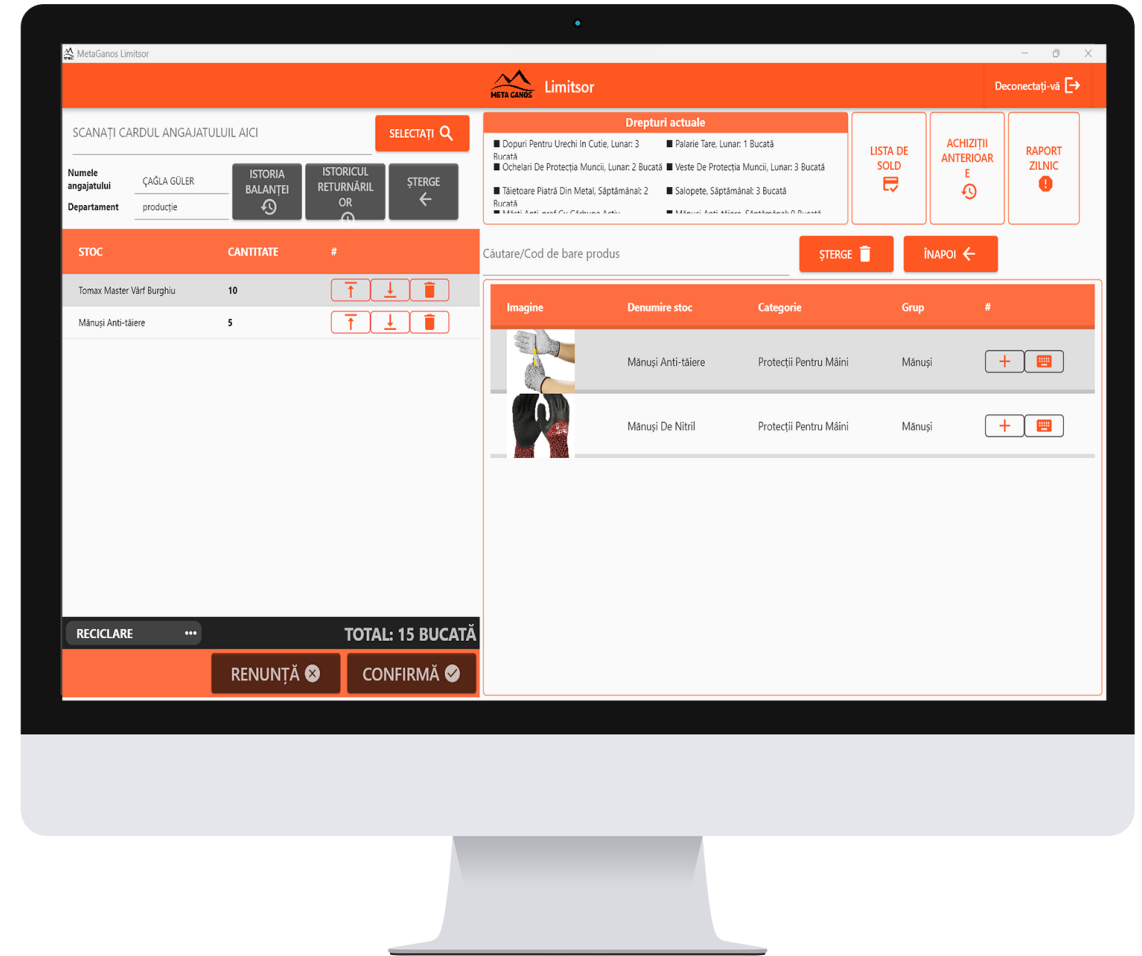 MetaGanos Limitsor
META GANOS
Limitsor
Deconectați-vă
SCANAȚI CARDUL ANGAJATULUIL AICI
SELECTAȚI
Numele
angajatului
ÇAĞLA GÜLER
Departament
producție
ISTORIA
BALANȚEI
ISTORICUL
RETURNĂRIL
OR
ȘTERGE
Drepturi actuale
Dopuri Pentru Urechi In Cutie, Lunar: 3
Bucată
Palarie Tare, Lunar: 1 Bucată
Ochelari De Protecția Muncii, Lunar: 2 Bucată
Veste De Protecția Muncii, Lunar: 3 Bucată
Tăietoare Piatră Din Metal, Săptămânal: 2
Bucată
Salopete, Săptămânal: 3 Bucată
LISTA DE
SOLD
ACHIZIȚII
ANTERIOAR
E
RAPORT
ZILNIC
STOC
CANTITATE
#
Tomax Master Vârf Burghiu
10
Mănuși Anti-tăiere
5
Căutare/Cod de bare produs
ȘTERGE
ÎNAPOI
Imagine
Denumire stoc
Categorie
Grup
#
Mănuși Anti-tăiere
Protecții Pentru Mâini
Mănuși
Mănuși De Nitril
Protecții Pentru Mâini
Mănuși
RECICLARE
TOTAL: 15 BUCATĂ
RENUNȚĂ
CONFIRMĂ